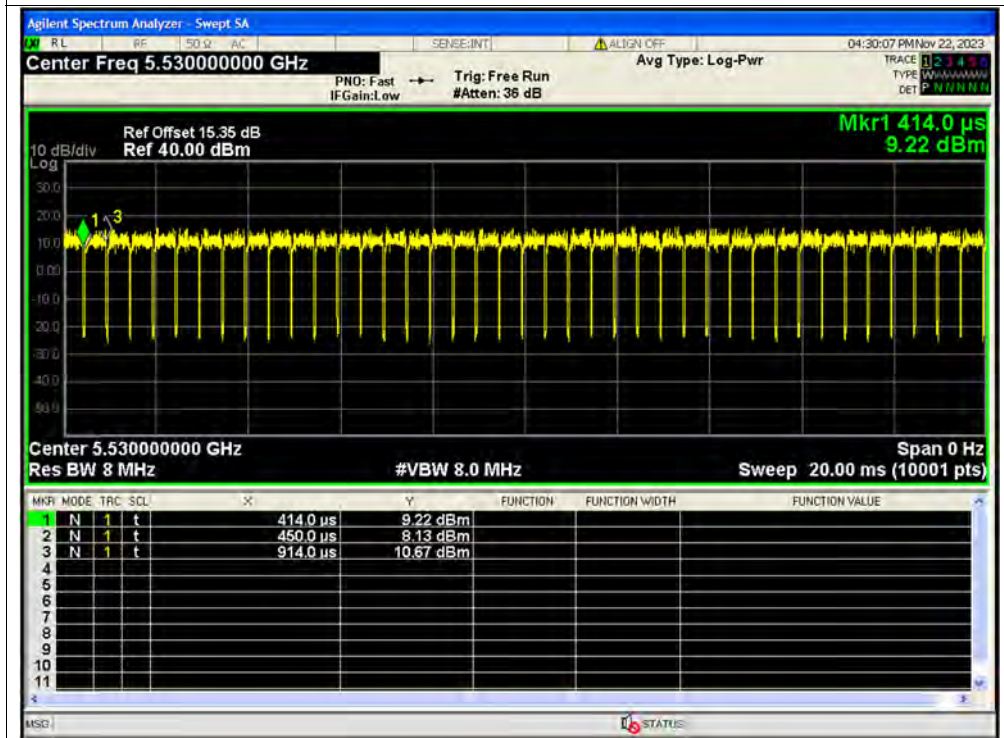 Agilent Spectrum Analyzer - Swept SA
RL RF 50 Ω AC SENSE:INT ALIGN OFF 04:30:07 PM Nov 22, 2023
Center Freq 5.530000000 GHz Avg Type: Log-Pwr TRACE 1 2 3 4 5 6
PNO: Fast Trig: Free Run TYPE WWWWWW
IFGain:Low #Atten: 36 dB DET P N N N N N
Mkr1 414.0 µs
Ref Offset 15.35 dB
10 dB/div Ref 40.00 dBm 9.22 dBm
Log
30.0
20.0
1 3
10.0
0.00
-10.0
-20.0
-30.0
-40.0
-50.0
Center 5.530000000 GHz Span 0 Hz
Res BW 8 MHz #VBW 8.0 MHz Sweep 20.00 ms (10001 pts)
MKR MODE TRC SCL X Y FUNCTION FUNCTION WIDTH FUNCTION VALUE
1 N 1 t 414.0 µs 9.22 dBm
2 N 1 t 450.0 µs 8.13 dBm
3 N 1 t 914.0 µs 10.67 dBm
4
5
6
7
8
9
10
11
MSG STATUS